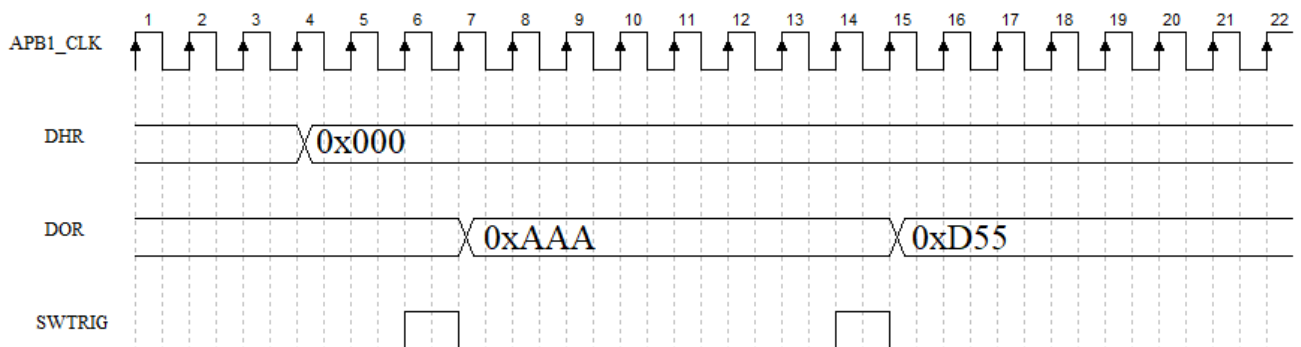 1 2 3 4 5 6 7 8 9 10 11 12 13 14 15 16 17 18 19 20 21 22
APB1_CLK
DHR
0x000
DOR
0xAAA
0xD55
SWTRIG